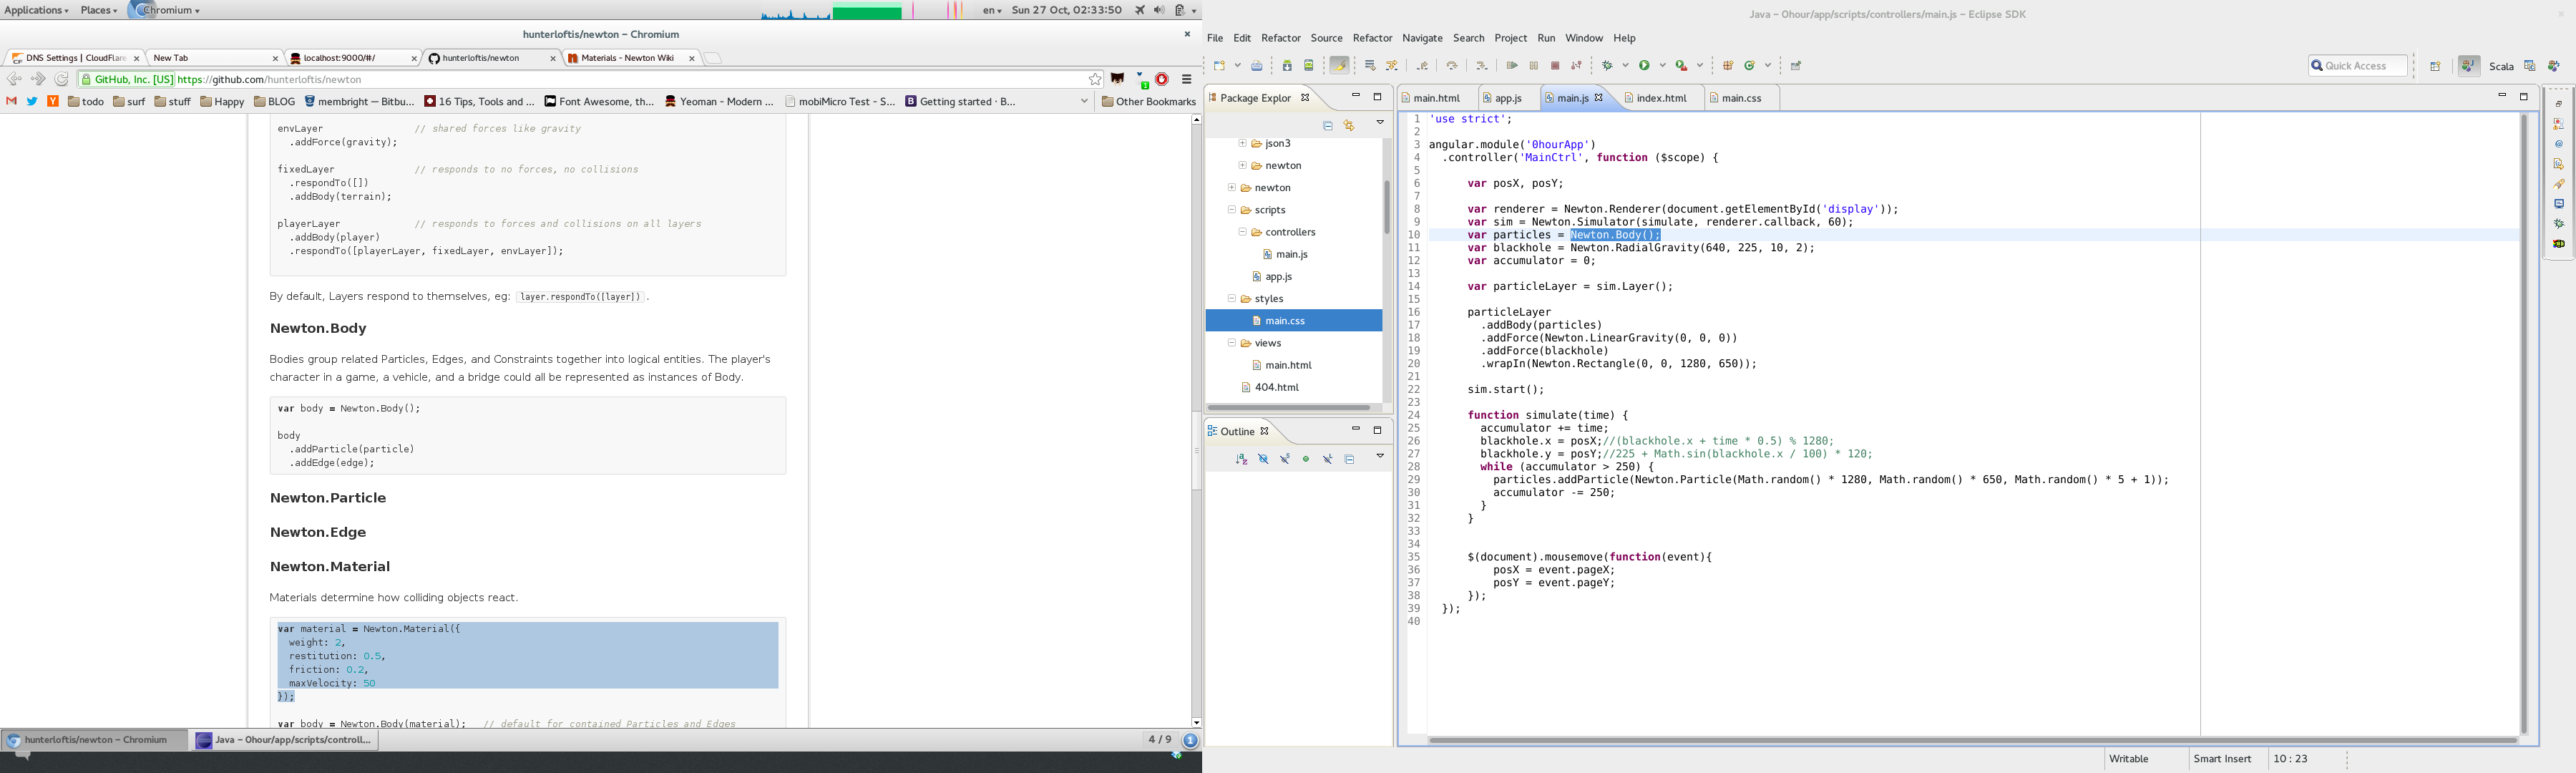 Applications
Places
Chromium
en
Sun 27 Oct, 02:33:50
hunterloftis/newton – Chromium
DNS Settings | CloudFlare
New Tab
localhost:9000/#/
hunterloftis/newton
Materials - Newton Wiki
GitHub, Inc. [US] https://github.com/hunterloftis/newton
todo
surf
stuff
Happy
BLOG
membright — Bitbu...
16 Tips, Tools and ...
Font Awesome, th...
Yeoman - Modern ...
mobiMicro Test - S...
Getting started · B...
Other Bookmarks
envLayer // shared forces like gravity
.addForce(gravity);
fixedLayer // responds to no forces, no collisions
.respondTo([])
.addBody(terrain);
playerLayer // responds to forces and collisions on all layers
.addBody(player)
.respondTo([playerLayer, fixedLayer, envLayer]);
By default, Layers respond to themselves, eg: layer.respondTo([layer]) .
Newton.Body
Bodies group related Particles, Edges, and Constraints together into logical entities. The player's
character in a game, a vehicle, and a bridge could all be represented as instances of Body.
var body = Newton.Body();
body
.addParticle(particle)
.addEdge(edge);
Newton.Particle
Newton.Edge
Newton.Material
Materials determine how colliding objects react.
var material = Newton.Material({
weight: 2,
restitution: 0.5,
friction: 0.2,
maxVelocity: 50
});
var body = Newton.Body(material); // default for contained Particles and Edges
hunterloftis/newton – Chromium
Java – 0hour/app/scripts/controll...
4 / 9
1
Java – 0hour/app/scripts/controllers/main.js – Eclipse SDK
File Edit Refactor Source Refactor Navigate Search Project Run Window Help
Quick Access
Scala
Package Explor
json3
newton
newton
scripts
controllers
main.js
app.js
styles
main.css
views
main.html
404.html
Outline
main.html
app.js
main.js
index.html
main.css
1 'use strict';
2
3 angular.module('0hourApp')
4 .controller('MainCtrl', function ($scope) {
5
6 var posX, posY;
7
8 var renderer = Newton.Renderer(document.getElementById('display'));
9 var sim = Newton.Simulator(simulate, renderer.callback, 60);
10 var particles = Newton.Body();
11 var blackhole = Newton.RadialGravity(640, 225, 10, 2);
12 var accumulator = 0;
13
14 var particleLayer = sim.Layer();
15
16 particleLayer
17 .addBody(particles)
18 .addForce(Newton.LinearGravity(0, 0, 0))
19 .addForce(blackhole)
20 .wrapIn(Newton.Rectangle(0, 0, 1280, 650));
21
22 sim.start();
23
24 function simulate(time) {
25 accumulator += time;
26 blackhole.x = posX;//(blackhole.x + time * 0.5) % 1280;
27 blackhole.y = posY;//225 + Math.sin(blackhole.x / 100) * 120;
28 while (accumulator > 250) {
29 particles.addParticle(Newton.Particle(Math.random() * 1280, Math.random() * 650, Math.random() * 5 + 1));
30 accumulator -= 250;
31 }
32 }
33
34
35 $(document).mousemove(function(event){
36 posX = event.pageX;
37 posY = event.pageY;
38 });
39 });
40
Writable
Smart Insert
10 : 23